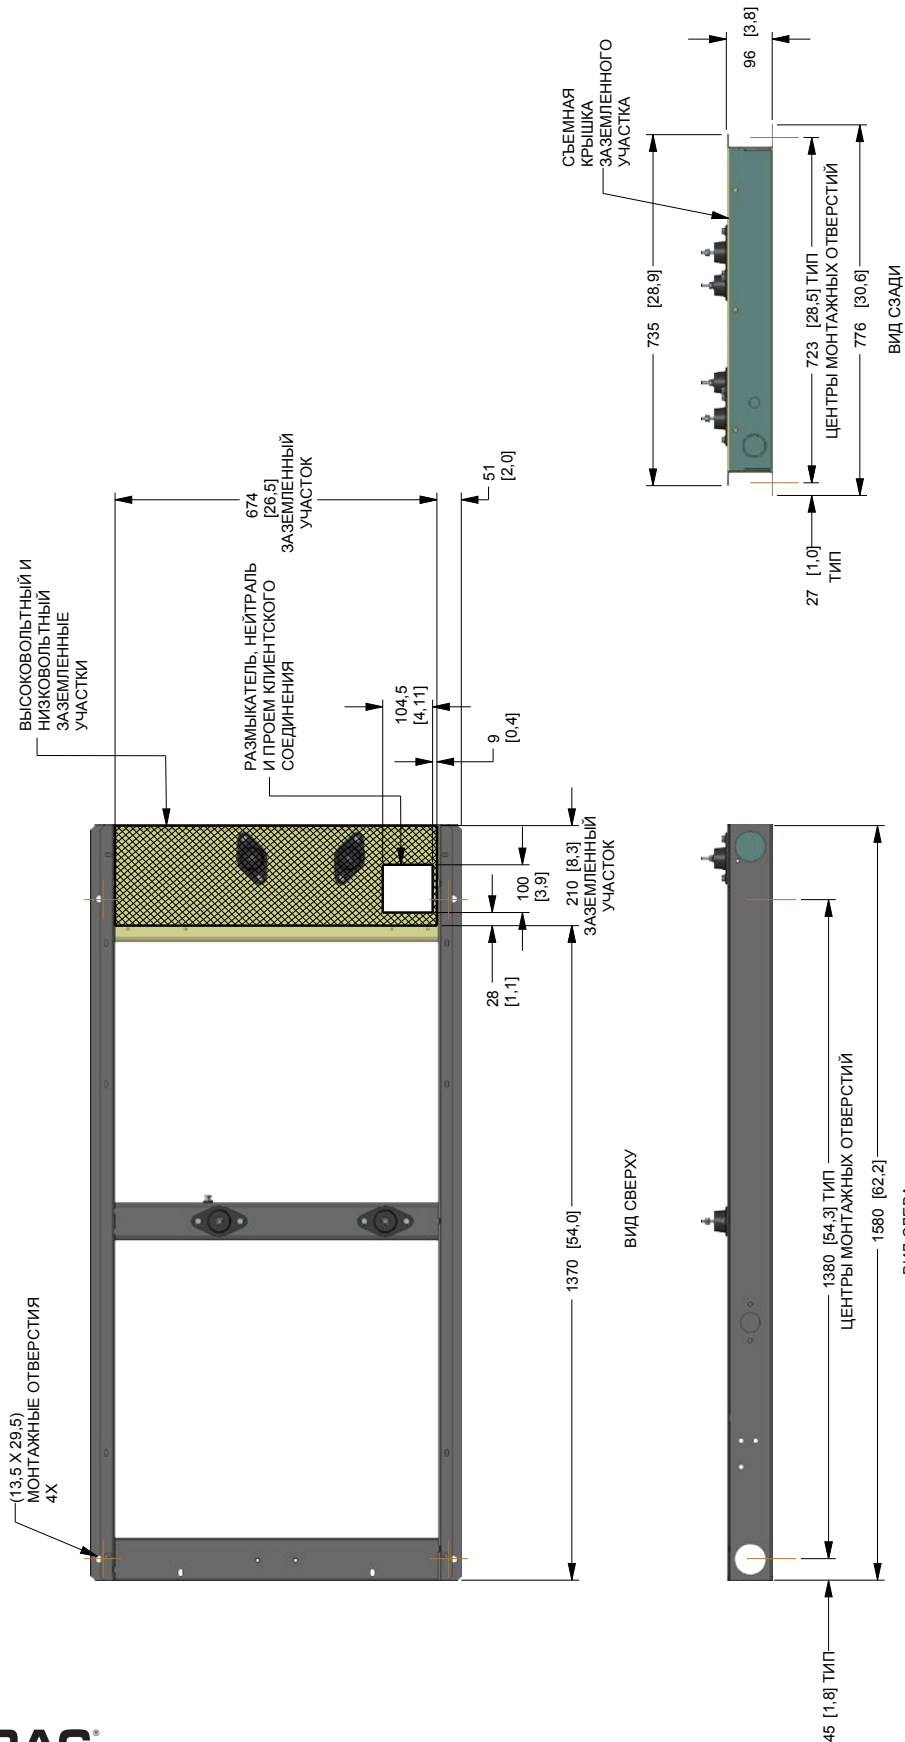 (13,5 X 29,5)
МОНТАЖНЫЕ ОТВЕРСТИЯ
4X
ВЫСОКОВОЛЬТНЫЙ И
НИЗКОВОЛЬТНЫЙ
ЗАЗЕМЛЕННЫЕ
УЧАСТКИ
674
[26,5]
ЗАЗЕМЛЕННЫЙ
УЧАСТОК
РАЗМЫКАТЕЛЬ, НЕЙТРАЛЬ
И ПРОЕМ КЛИЕНТСКОГО
СОЕДИНЕНИЯ
51
[2,0]
104,5
[4,11]
9
[0,4]
100
[3,9]
28
[1,1]
210 [8,3]
ЗАЗЕМЛЕННЫЙ
УЧАСТОК
1370 [54,0]
ВИД СВЕРХУ
45 [1,8] ТИП
1380 [54,3] ТИП
ЦЕНТРЫ МОНТАЖНЫХ ОТВЕРСТИЙ
1580 [62,2]
СЪЕМНАЯ
КРЫШКА
ЗАЗЕМЛЕННОГО
УЧАСТКА
735 [28,9]
96 [3,8]
723 [28,5] ТИП
ЦЕНТРЫ МОНТАЖНЫХ ОТВЕРСТИЙ
776 [30,6]
27 [1,0]
ТИП
ВИД СЗАДИ